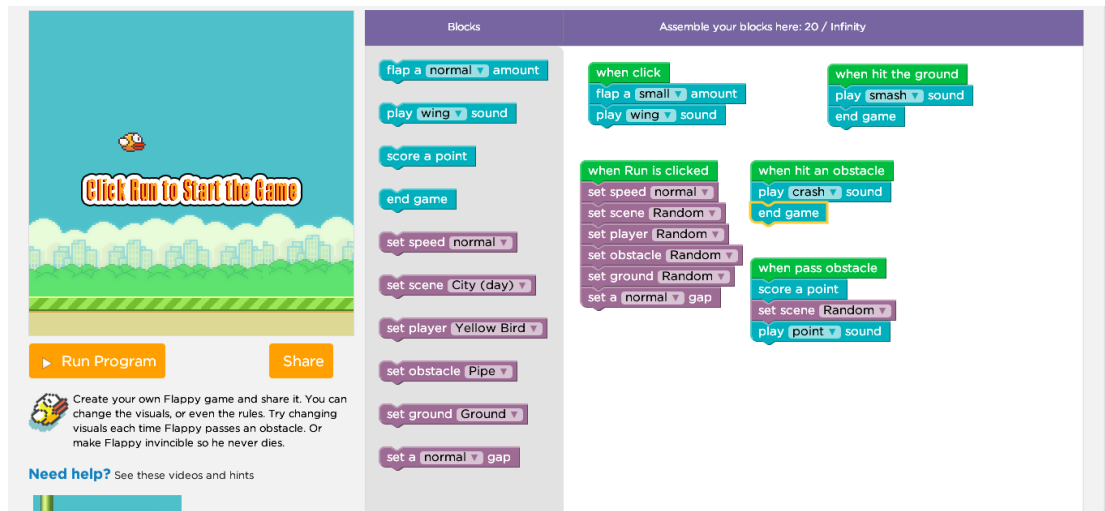 Blocks
Assemble your blocks here: 20 / Infinity
Click Run to Start the Game
Run Program
Share
Create your own Flappy game and share it. You can
change the visuals, or even the rules. Try changing
visuals each time Flappy passes an obstacle. Or
make Flappy invincible so he never dies.
Need help? See these videos and hints
flap a normal amount
play wing sound
score a point
end game
set speed normal
set scene City (day)
set player Yellow Bird
set obstacle Pipe
set ground Ground
set a normal gap
when click
flap a small amount
play wing sound
when hit the ground
play smash sound
end game
when Run is clicked
set speed normal
set scene Random
set player Random
set obstacle Random
set ground Random
set a normal gap
when hit an obstacle
play crash sound
end game
when pass obstacle
score a point
set scene Random
play point sound